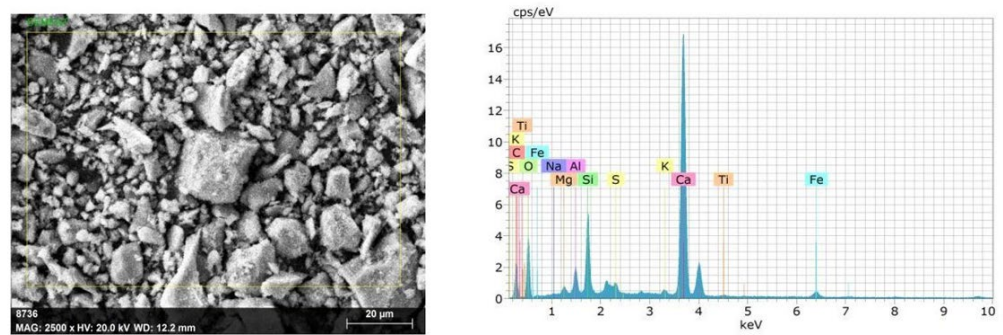 8736
MAG: 2500 x HV: 20.0 kV WD: 12.2 mm
20 µm
cps/eV
16
14
12
10
8
6
4
2
0
Ti
K
C Fe
S O Na Al K
Ca Mg Si S Ca Ti Fe
1 2 3 4 5 6 7 8 9 10
keV